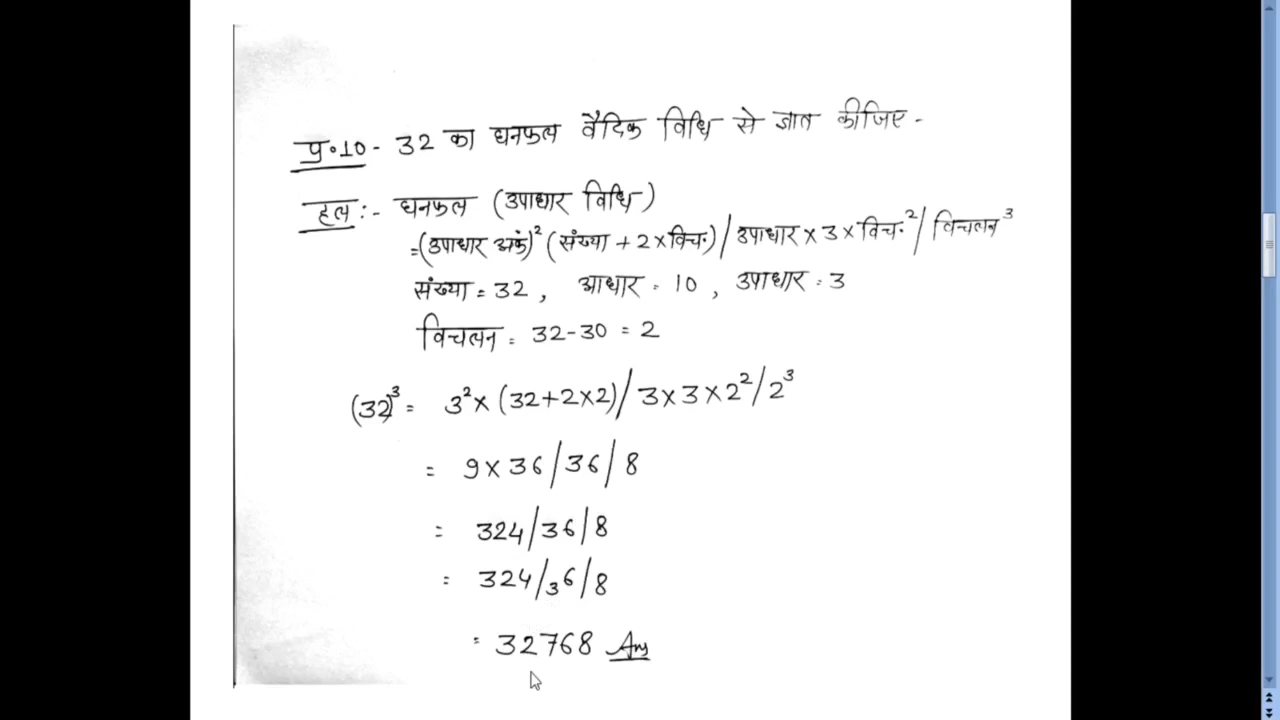 प्र.10 - 32 का घनफल वैदिक विधि से ज्ञात कीजिए -
हल :- घनफल (उपाधार विधि)
= (उपाधार अंक)² (संख्या + 2 × विच.) / उपाधार × 3 × विच.² / विचलन³
संख्या = 32 , आधार = 10 , उपाधार = 3
विचलन = 32 - 30 = 2
(32)³ = 3² × (32 + 2 × 2) / 3 × 3 × 2² / 2³
= 9 × 36 / 36 / 8
= 324 / 36 / 8
= 324 / ₃6 / 8
= 32768 Ans